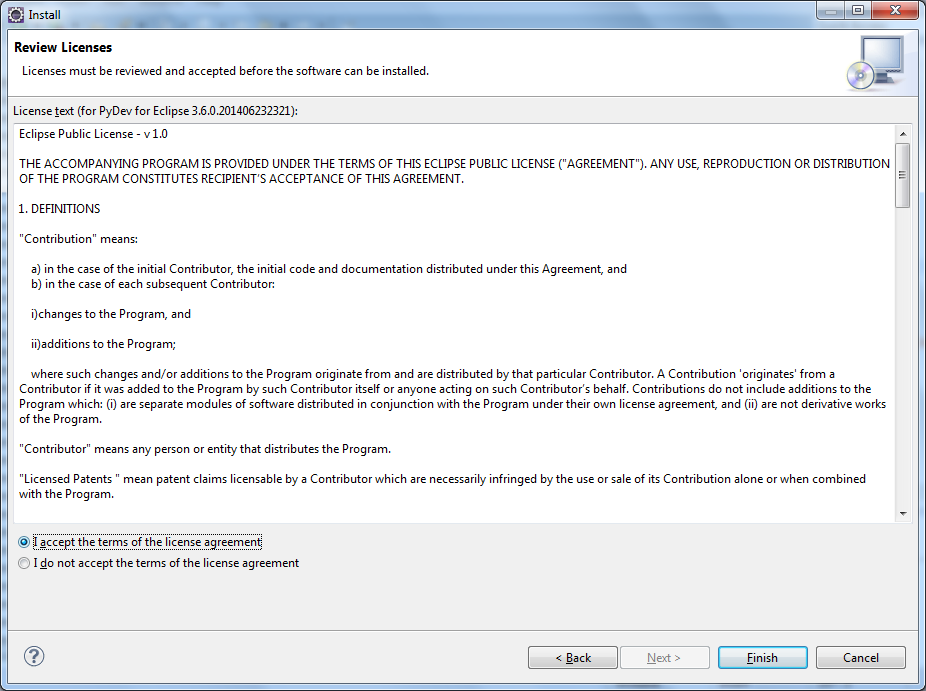 Install
Review Licenses
Licenses must be reviewed and accepted before the software can be installed.
License text (for PyDev for Eclipse 3.6.0.201406232321):
Eclipse Public License - v 1.0
THE ACCOMPANYING PROGRAM IS PROVIDED UNDER THE TERMS OF THIS ECLIPSE PUBLIC LICENSE ("AGREEMENT"). ANY USE, REPRODUCTION OR DISTRIBUTION
OF THE PROGRAM CONSTITUTES RECIPIENT'S ACCEPTANCE OF THIS AGREEMENT.
1. DEFINITIONS
"Contribution" means:
a) in the case of the initial Contributor, the initial code and documentation distributed under this Agreement, and
b) in the case of each subsequent Contributor:
i)changes to the Program, and
ii)additions to the Program;
where such changes and/or additions to the Program originate from and are distributed by that particular Contributor. A Contribution 'originates' from a
Contributor if it was added to the Program by such Contributor itself or anyone acting on such Contributor's behalf. Contributions do not include additions to the
Program which: (i) are separate modules of software distributed in conjunction with the Program under their own license agreement, and (ii) are not derivative works
of the Program.
"Contributor" means any person or entity that distributes the Program.
"Licensed Patents " mean patent claims licensable by a Contributor which are necessarily infringed by the use or sale of its Contribution alone or when combined
with the Program.
I accept the terms of the license agreement
I do not accept the terms of the license agreement
? < Back Next > Finish Cancel